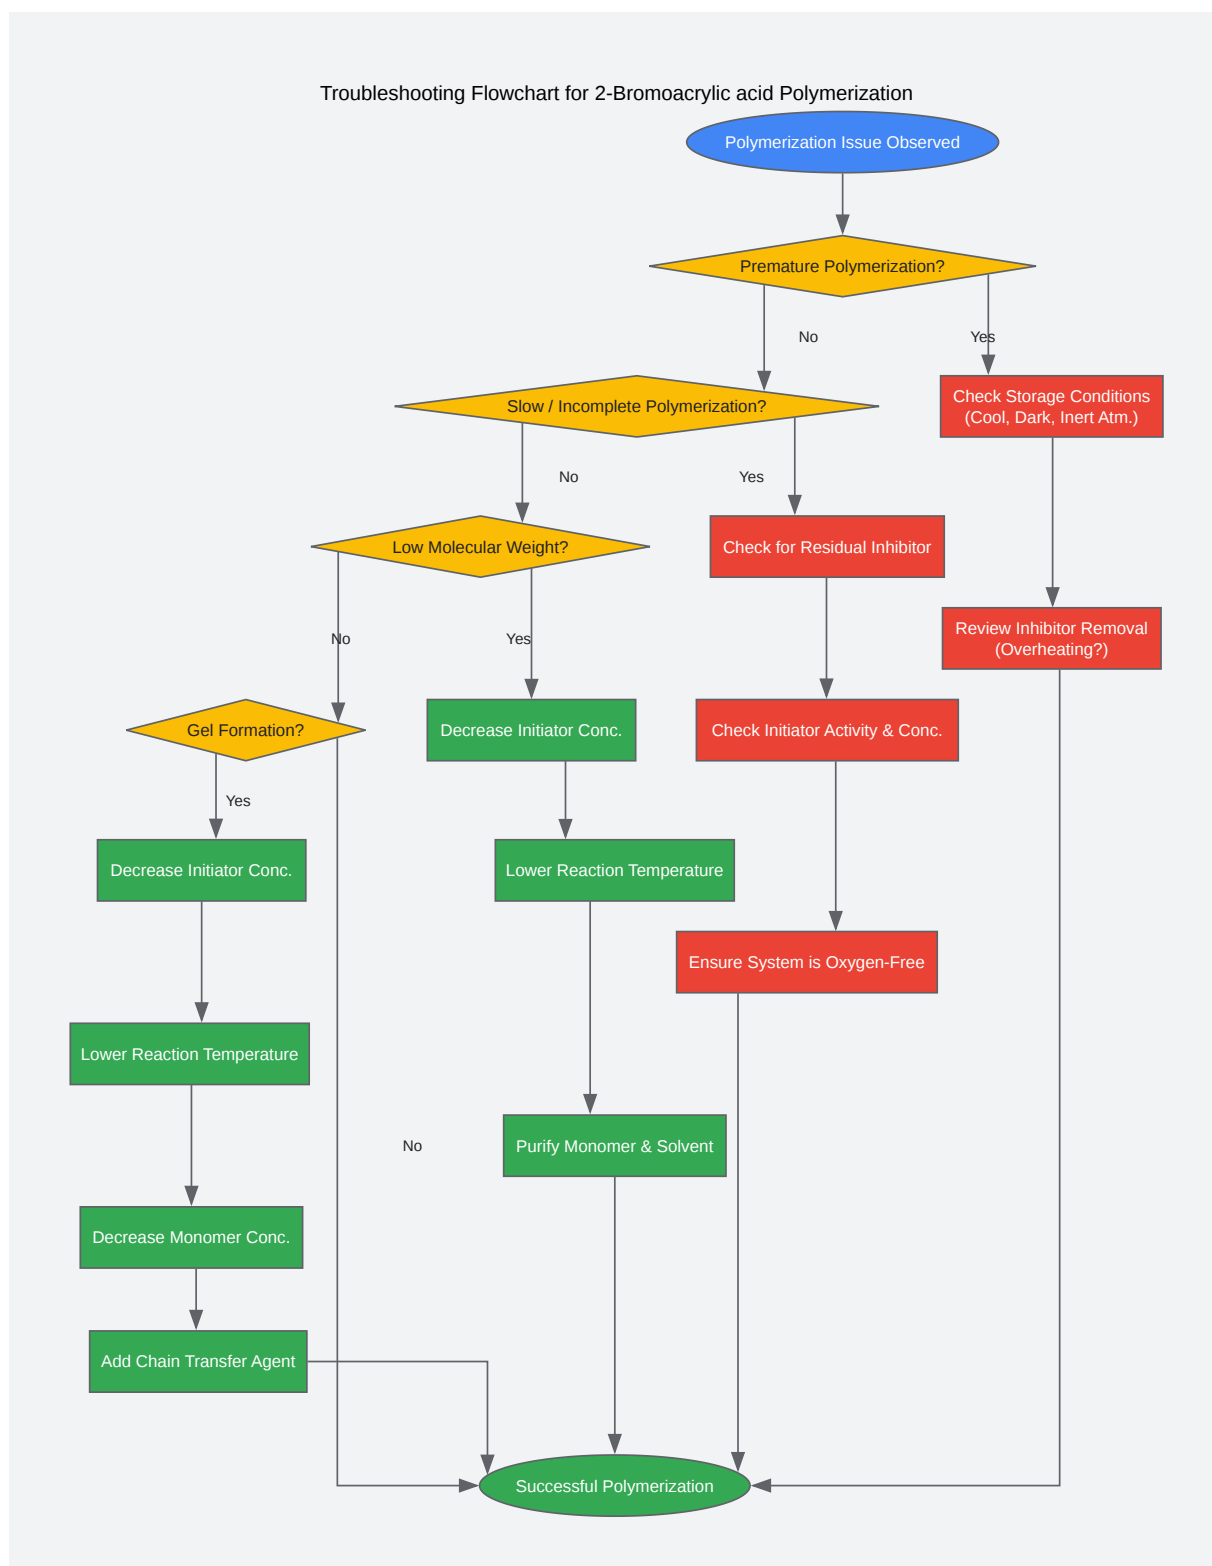 Troubleshooting Flowchart for 2-Bromoacrylic acid Polymerization
Polymerization Issue Observed
Premature Polymerization?
No
Yes
Slow / Incomplete Polymerization?
Check Storage Conditions
(Cool, Dark, Inert Atm.)
No
Yes
Low Molecular Weight?
Check for Residual Inhibitor
Review Inhibitor Removal
(Overheating?)
No
Yes
Gel Formation?
Decrease Initiator Conc.
Check Initiator Activity & Conc.
Yes
Decrease Initiator Conc.
Lower Reaction Temperature
Ensure System is Oxygen-Free
Lower Reaction Temperature
No
Purify Monomer & Solvent
Decrease Monomer Conc.
Add Chain Transfer Agent
Successful Polymerization